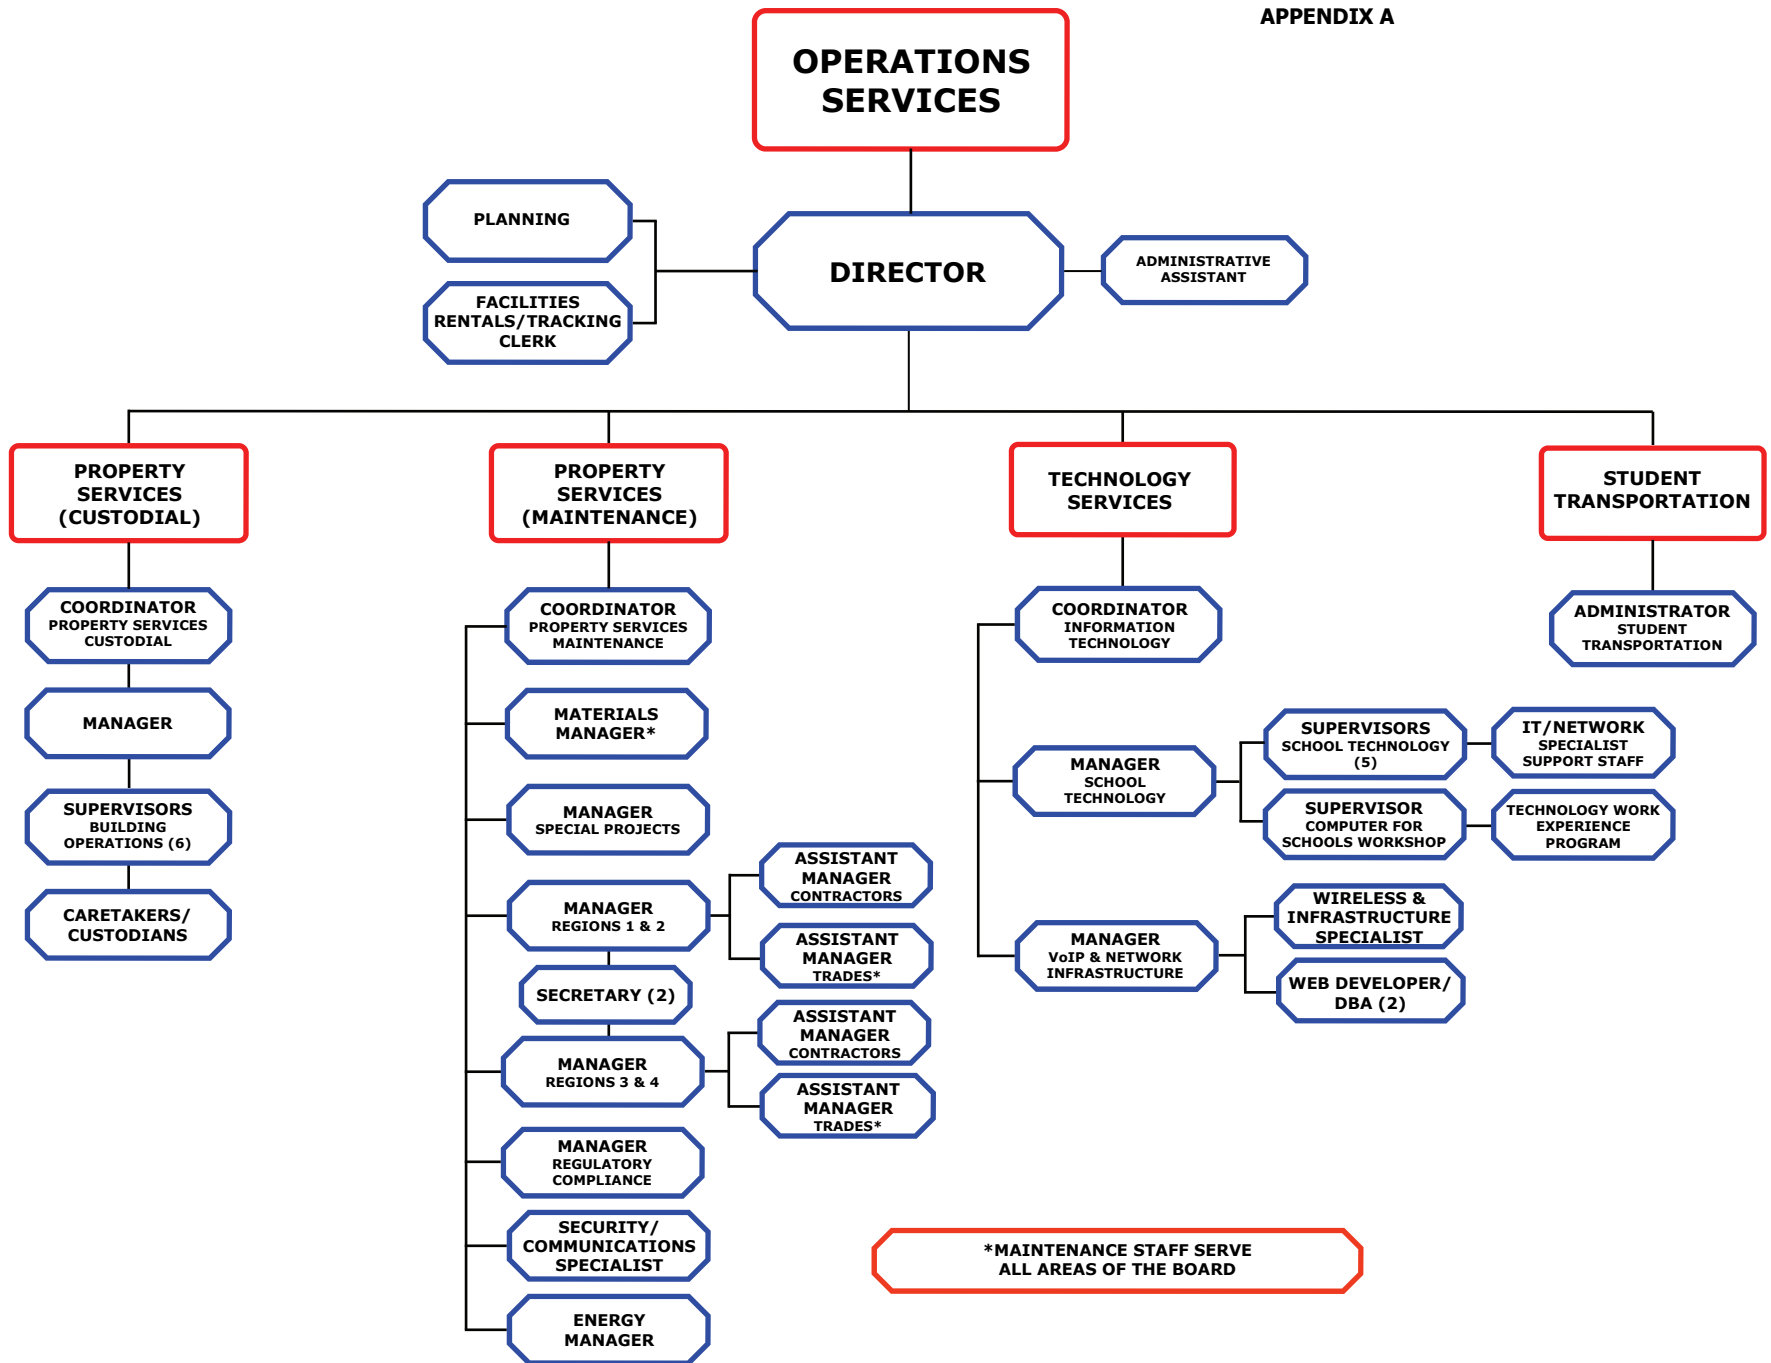 APPENDIX A
OPERATIONS
SERVICES
PLANNING
DIRECTOR
ADMINISTRATIVE
ASSISTANT
FACILITIES
RENTALS/TRACKING
CLERK
PROPERTY
SERVICES
(CUSTODIAL)
PROPERTY
SERVICES
(MAINTENANCE)
TECHNOLOGY
SERVICES
STUDENT
TRANSPORTATION
COORDINATOR
PROPERTY SERVICES
CUSTODIAL
MANAGER
SUPERVISORS
BUILDING
OPERATIONS (6)
CARETAKERS/
CUSTODIANS
COORDINATOR
PROPERTY SERVICES
MAINTENANCE
MATERIALS
MANAGER*
MANAGER
SPECIAL PROJECTS
MANAGER
REGIONS 1 & 2
ASSISTANT
MANAGER
CONTRACTORS
ASSISTANT
MANAGER
TRADES*
SECRETARY (2)
MANAGER
REGIONS 3 & 4
ASSISTANT
MANAGER
CONTRACTORS
ASSISTANT
MANAGER
TRADES*
MANAGER
REGULATORY
COMPLIANCE
SECURITY/
COMMUNICATIONS
SPECIALIST
ENERGY
MANAGER
COORDINATOR
INFORMATION
TECHNOLOGY
MANAGER
SCHOOL
TECHNOLOGY
SUPERVISORS
SCHOOL TECHNOLOGY
(5)
IT/NETWORK
SPECIALIST
SUPPORT STAFF
SUPERVISOR
COMPUTER FOR
SCHOOLS WORKSHOP
TECHNOLOGY WORK
EXPERIENCE
PROGRAM
MANAGER
VoIP & NETWORK
INFRASTRUCTURE
WIRELESS &
INFRASTRUCTURE
SPECIALIST
WEB DEVELOPER/
DBA (2)
ADMINISTRATOR
STUDENT
TRANSPORTATION
*MAINTENANCE STAFF SERVE
ALL AREAS OF THE BOARD